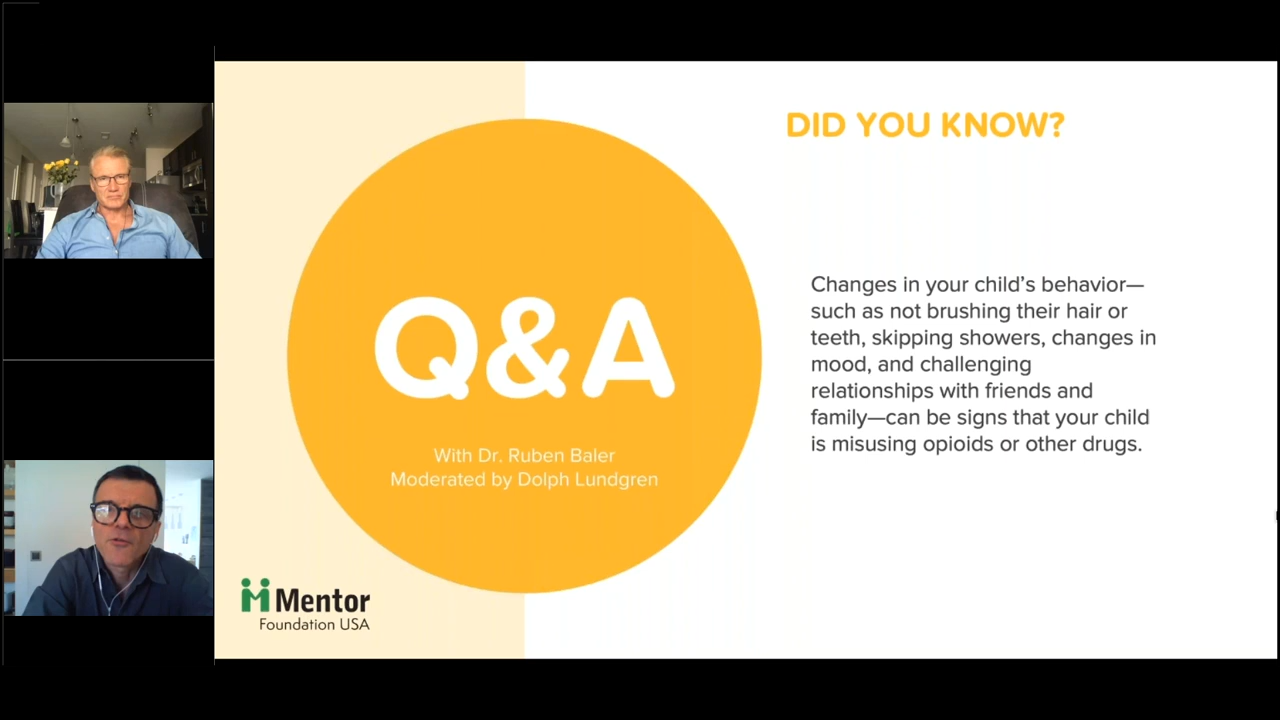 DID YOU KNOW?
Changes in your child’s behavior—
such as not brushing their hair or
teeth, skipping showers, changes in
mood, and challenging
relationships with friends and
family—can be signs that your child
is misusing opioids or other drugs.
Q&A
With Dr. Ruben Baler
Moderated by Dolph Lundgren
Mentor
Foundation USA